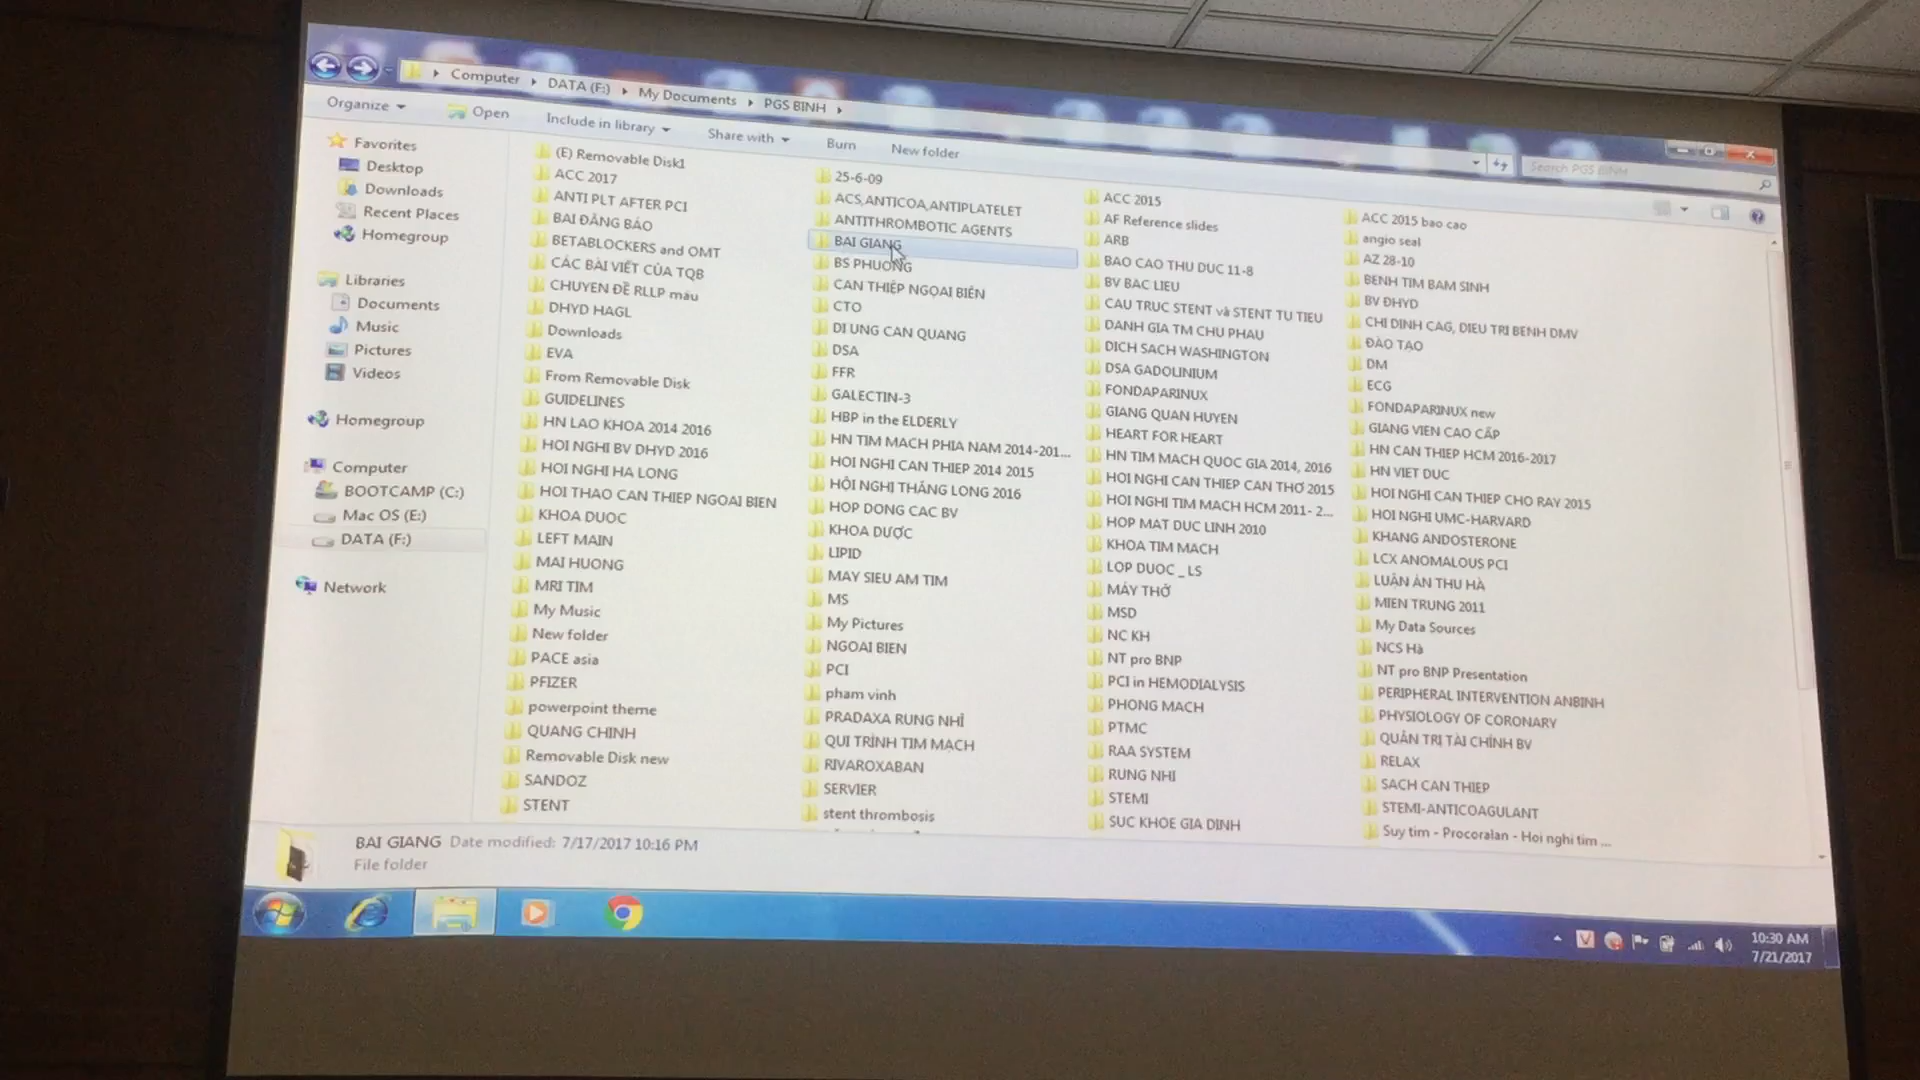 Computer ▸ DATA (F:) ▸ My Documents ▸ PGS BINH ▸
Search PGS BINH
Organize
Open
Include in library
Share with
Burn
New folder
Favorites
Desktop
Downloads
Recent Places
Homegroup
Libraries
Documents
Music
Pictures
Videos
Homegroup
Computer
BOOTCAMP (C:)
Mac OS (E:)
DATA (F:)
Network
(E) Removable Disk1
ACC 2017
ANTI PLT AFTER PCI
BAI ĐĂNG BÁO
BETABLOCKERS and OMT
CÁC BÀI VIẾT CỦA TQB
CHUYEN ĐỀ RLLP máu
DHYD HAGL
Downloads
EVA
From Removable Disk
GUIDELINES
HN LAO KHOA 2014 2016
HOI NGHI BV DHYD 2016
HOI NGHI HA LONG
HOI THAO CAN THIEP NGOAI BIEN
KHOA DUOC
LEFT MAIN
MAI HUONG
MRI TIM
My Music
New folder
PACE asia
PFIZER
powerpoint theme
QUANG CHINH
Removable Disk new
SANDOZ
STENT
25-6-09
ACS,ANTICOA,ANTIPLATELET
ANTITHROMBOTIC AGENTS
BAI GIANG
BS PHUONG
CAN THIỆP NGOẠI BIÊN
CTO
DI UNG CAN QUANG
DSA
FFR
GALECTIN-3
HBP in the ELDERLY
HN TIM MACH PHIA NAM 2014-201...
HOI NGHI CAN THIEP 2014 2015
HỘI NGHỊ THĂNG LONG 2016
HOP DONG CAC BV
KHOA DƯỢC
LIPID
MAY SIEU AM TIM
MS
My Pictures
NGOAI BIEN
PCI
pham vinh
PRADAXA RUNG NHĨ
QUI TRÌNH TIM MẠCH
RIVAROXABAN
SERVIER
stent thrombosis
ACC 2015
AF Reference slides
ARB
BAO CAO THU DUC 11-8
BV BAC LIEU
CAU TRUC STENT và STENT TU TIEU
DANH GIA TM CHU PHAU
DICH SACH WASHINGTON
DSA GADOLINIUM
FONDAPARINUX
GIANG QUAN HUYEN
HEART FOR HEART
HN TIM MACH QUOC GIA 2014, 2016
HOI NGHI CAN THIEP CAN THƠ 2015
HOI NGHI TIM MACH HCM 2011- 2...
HOP MAT DUC LINH 2010
KHOA TIM MACH
LOP DUOC _ LS
MÁY THỞ
MSD
NC KH
NT pro BNP
PCI in HEMODIALYSIS
PHONG MACH
PTMC
RAA SYSTEM
RUNG NHI
STEMI
SUC KHOE GIA DINH
ACC 2015 bao cao
angio seal
AZ 28-10
BENH TIM BAM SINH
BV ĐHYD
CHI DINH CAG, DIEU TRI BENH DMV
ĐÀO TẠO
DM
ECG
FONDAPARINUX new
GIẢNG VIÊN CAO CẤP
HN CAN THIEP HCM 2016-2017
HN VIET DUC
HOI NGHI CAN THIEP CHO RAY 2015
HOI NGHI UMC-HARVARD
KHANG ANDOSTERONE
LCX ANOMALOUS PCI
LUẬN ÁN THU HÀ
MIEN TRUNG 2011
My Data Sources
NCS Hà
NT pro BNP Presentation
PERIPHERAL INTERVENTION ANBINH
PHYSIOLOGY OF CORONARY
QUẢN TRỊ TÀI CHÍNH BV
RELAX
SACH CAN THIEP
STEMI-ANTICOAGULANT
Suy tim - Procoralan - Hoi nghi tim ...
BAI GIANG Date modified: 7/17/2017 10:16 PM
File folder
10:30 AM
7/21/2017